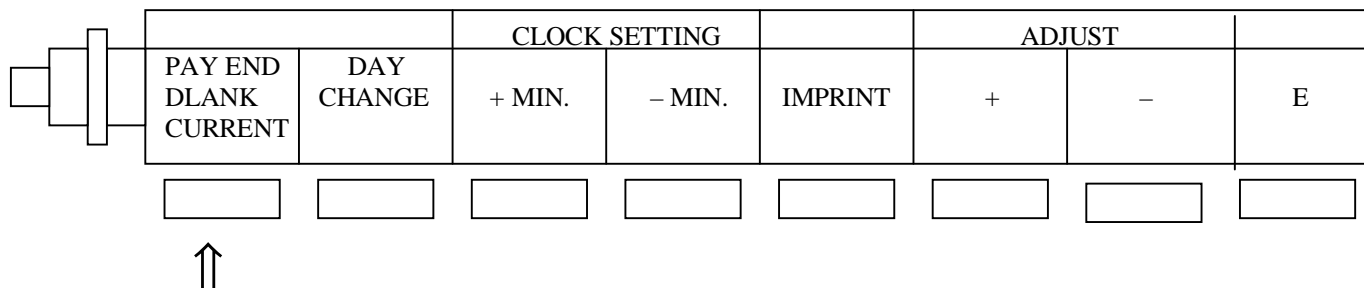 CLOCK SETTING ADJUST
PAY END DLANK CURRENT
DAY CHANGE
+ MIN.
– MIN.
IMPRINT
+
–
E